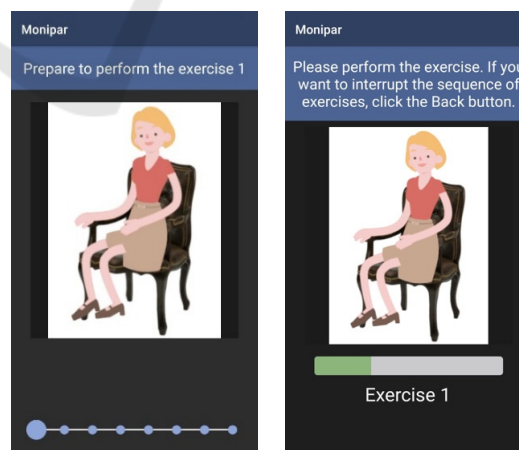 Monipar
Prepare to perform the exercise 1
Monipar
Please perform the exercise. If you
want to interrupt the sequence of
exercises, click the Back button.
Exercise 1